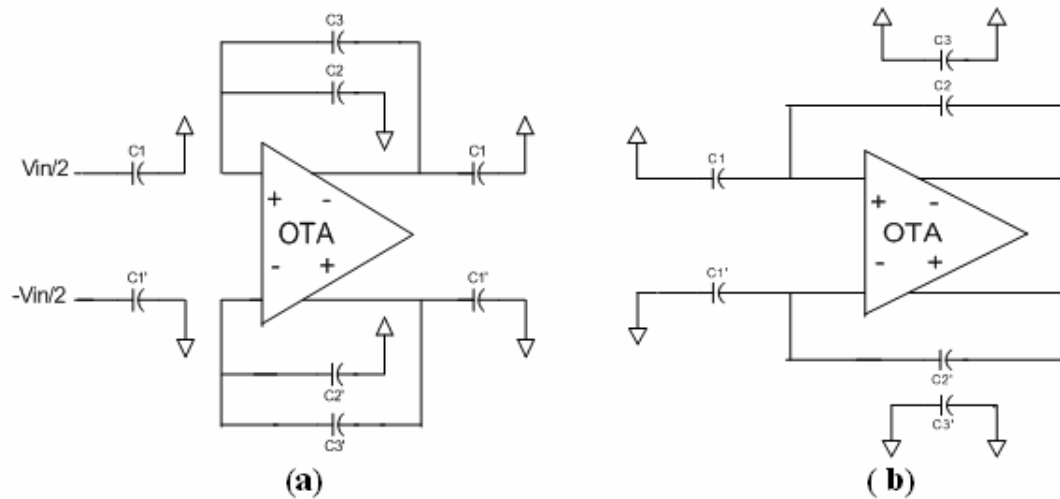 C3
C2
C1
C1
Vin/2
+ -
OTA
- +
C1'
C1'
-Vin/2
C2'
C3'
(a)
C3
C2
C1
+ -
OTA
- +
C1'
C2'
C3'
( b)